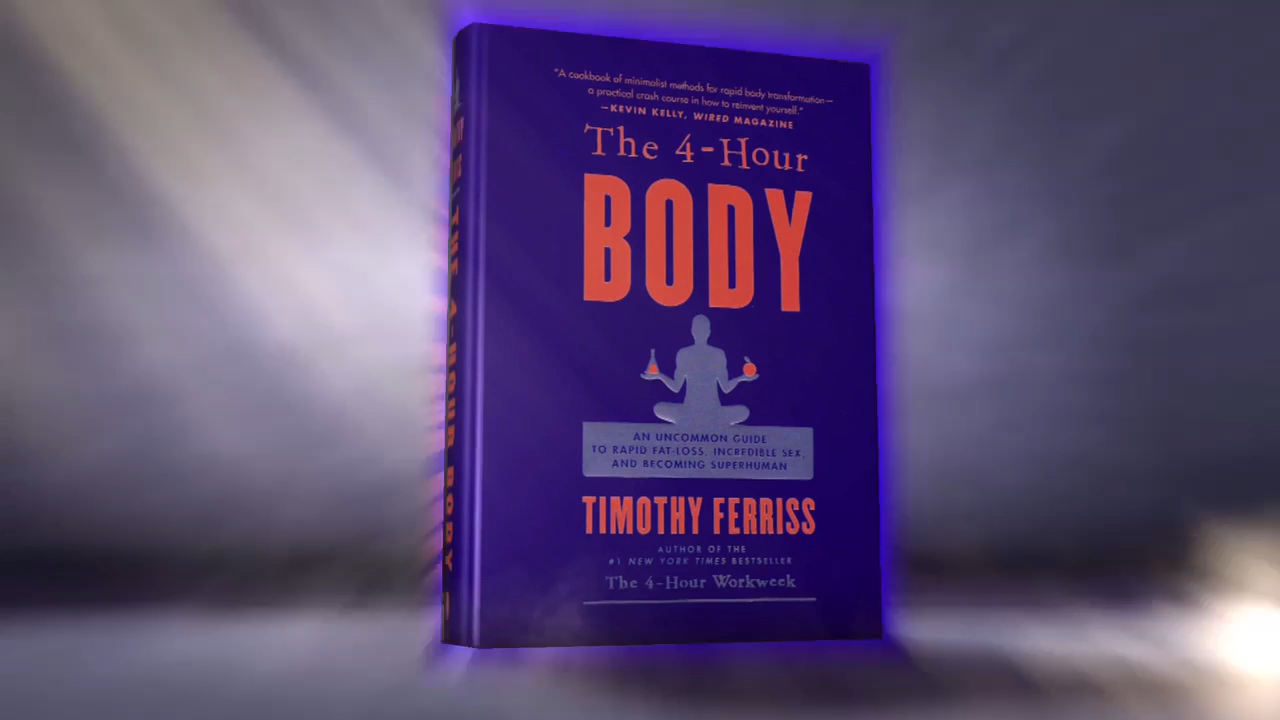 "A cookbook of minimalist methods for rapid body transformation—
a practical crash course in how to reinvent yourself."
—KEVIN KELLY, WIRED MAGAZINE
The 4-Hour
BODY
AN UNCOMMON GUIDE
TO RAPID FAT-LOSS, INCREDIBLE SEX,
AND BECOMING SUPERHUMAN
TIMOTHY FERRISS
AUTHOR OF THE
#1 NEW YORK TIMES BESTSELLER
The 4-Hour Workweek
THE 4-HOUR BODY